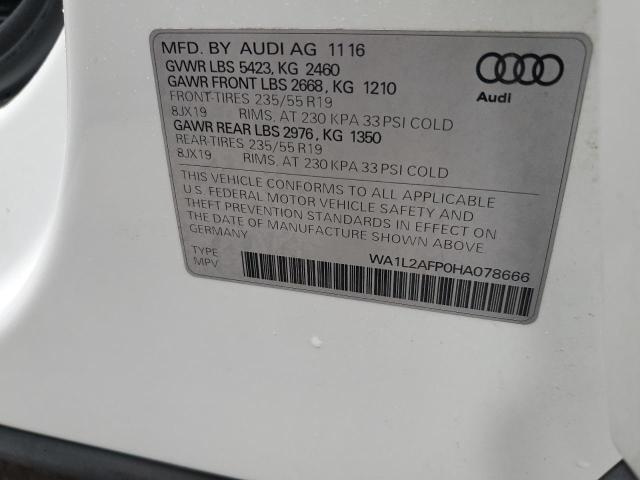 MFD. BY AUDI AG 11 16
GVWR LBS 5423, KG 2460
GAWR FRONT LBS 2668, KG 1210
FRONT-TIRES 235/55 R19
8JX19 RIMS, AT 230 KPA 33 PSI COLD
GAWR REAR LBS 2976, KG 1350
REAR-TIRES 235/55 R19
8JX19 RIMS, AT 230 KPA 33 PSI COLD
THIS VEHICLE CONFORMS TO ALL APPLICABLE
U.S. FEDERAL MOTOR VEHICLE SAFETY AND
THEFT PREVENTION STANDARDS IN EFFECT ON
THE DATE OF MANUFACTURE SHOWN ABOVE
GERMANY
TYPE
MPV
WA1L2AFP0HA078666
Audi